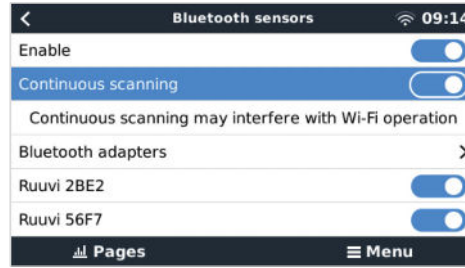 Bluetooth sensors 09:14
Enable
Continuous scanning
Continuous scanning may interfere with Wi-Fi operation
Bluetooth adapters
Ruuvi 2BE2
Ruuvi 56F7
Pages Menu